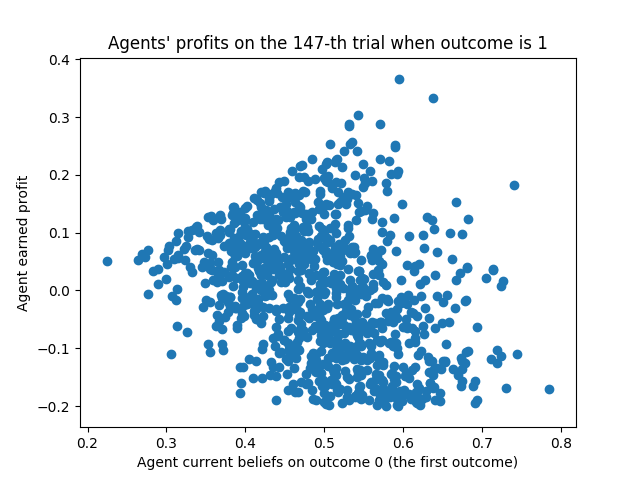 Agents' profits on the 147-th trial when outcome is 1
0.4
0.3
0.2
0.1
0.0
−0.1
−0.2
Agent earned profit
0.2 0.3 0.4 0.5 0.6 0.7 0.8
Agent current beliefs on outcome 0 (the first outcome)